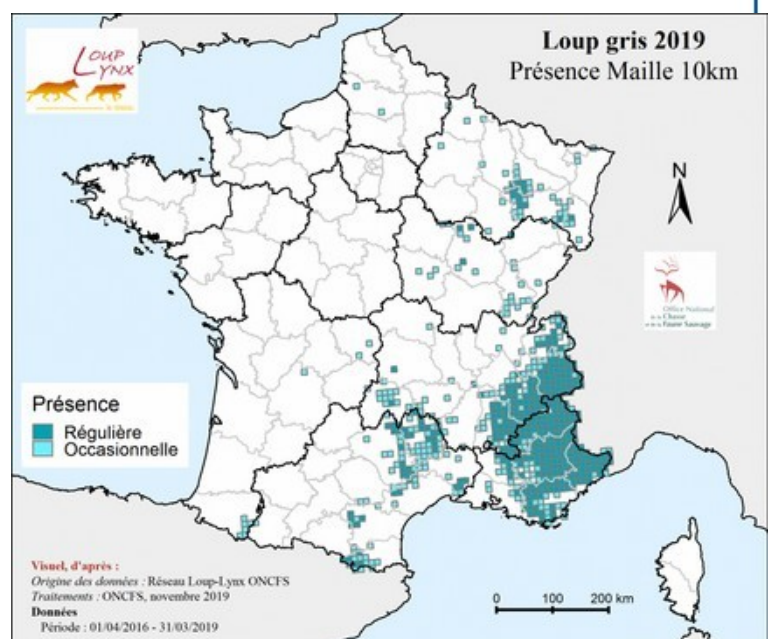 LOUP
LYNX
Loup gris 2019
Présence Maille 10km
N
Office National
de la Chasse
et de la Faune Sauvage
Présence
Régulière
Occasionnelle
Visuel, d'après :
Origine des données : Réseau Loup-Lynx ONCFS
Traitements : ONCFS, novembre 2019
Données
Période : 01/04/2016 - 31/03/2019
0 100 200 km